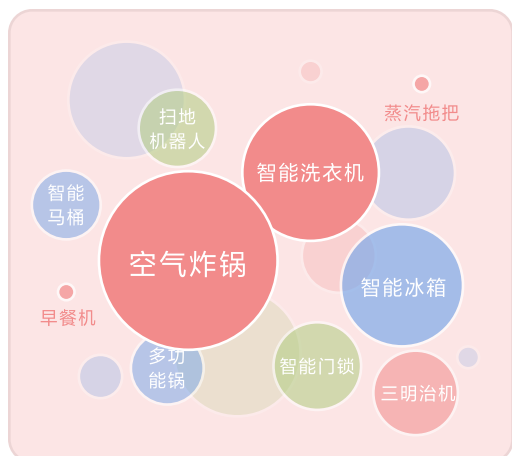 蒸汽拖把
扫地
机器人
智能洗衣机
智能
马桶
空气炸锅
智能冰箱
早餐机
多功
能锅
智能门锁
三明治机